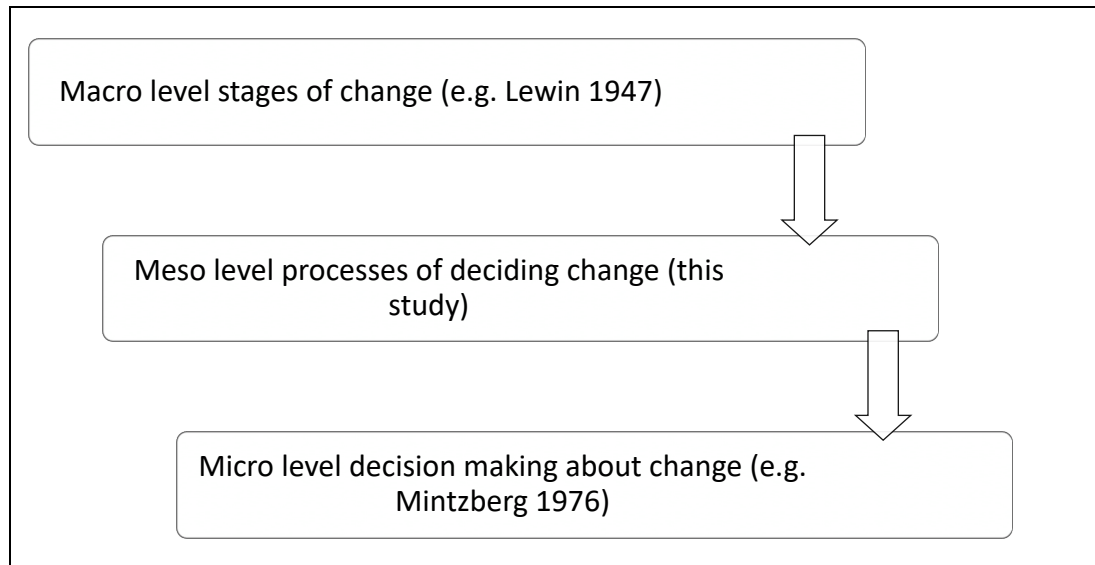 Macro level stages of change (e.g. Lewin 1947)
Meso level processes of deciding change (this
study)
Micro level decision making about change (e.g.
Mintzberg 1976)